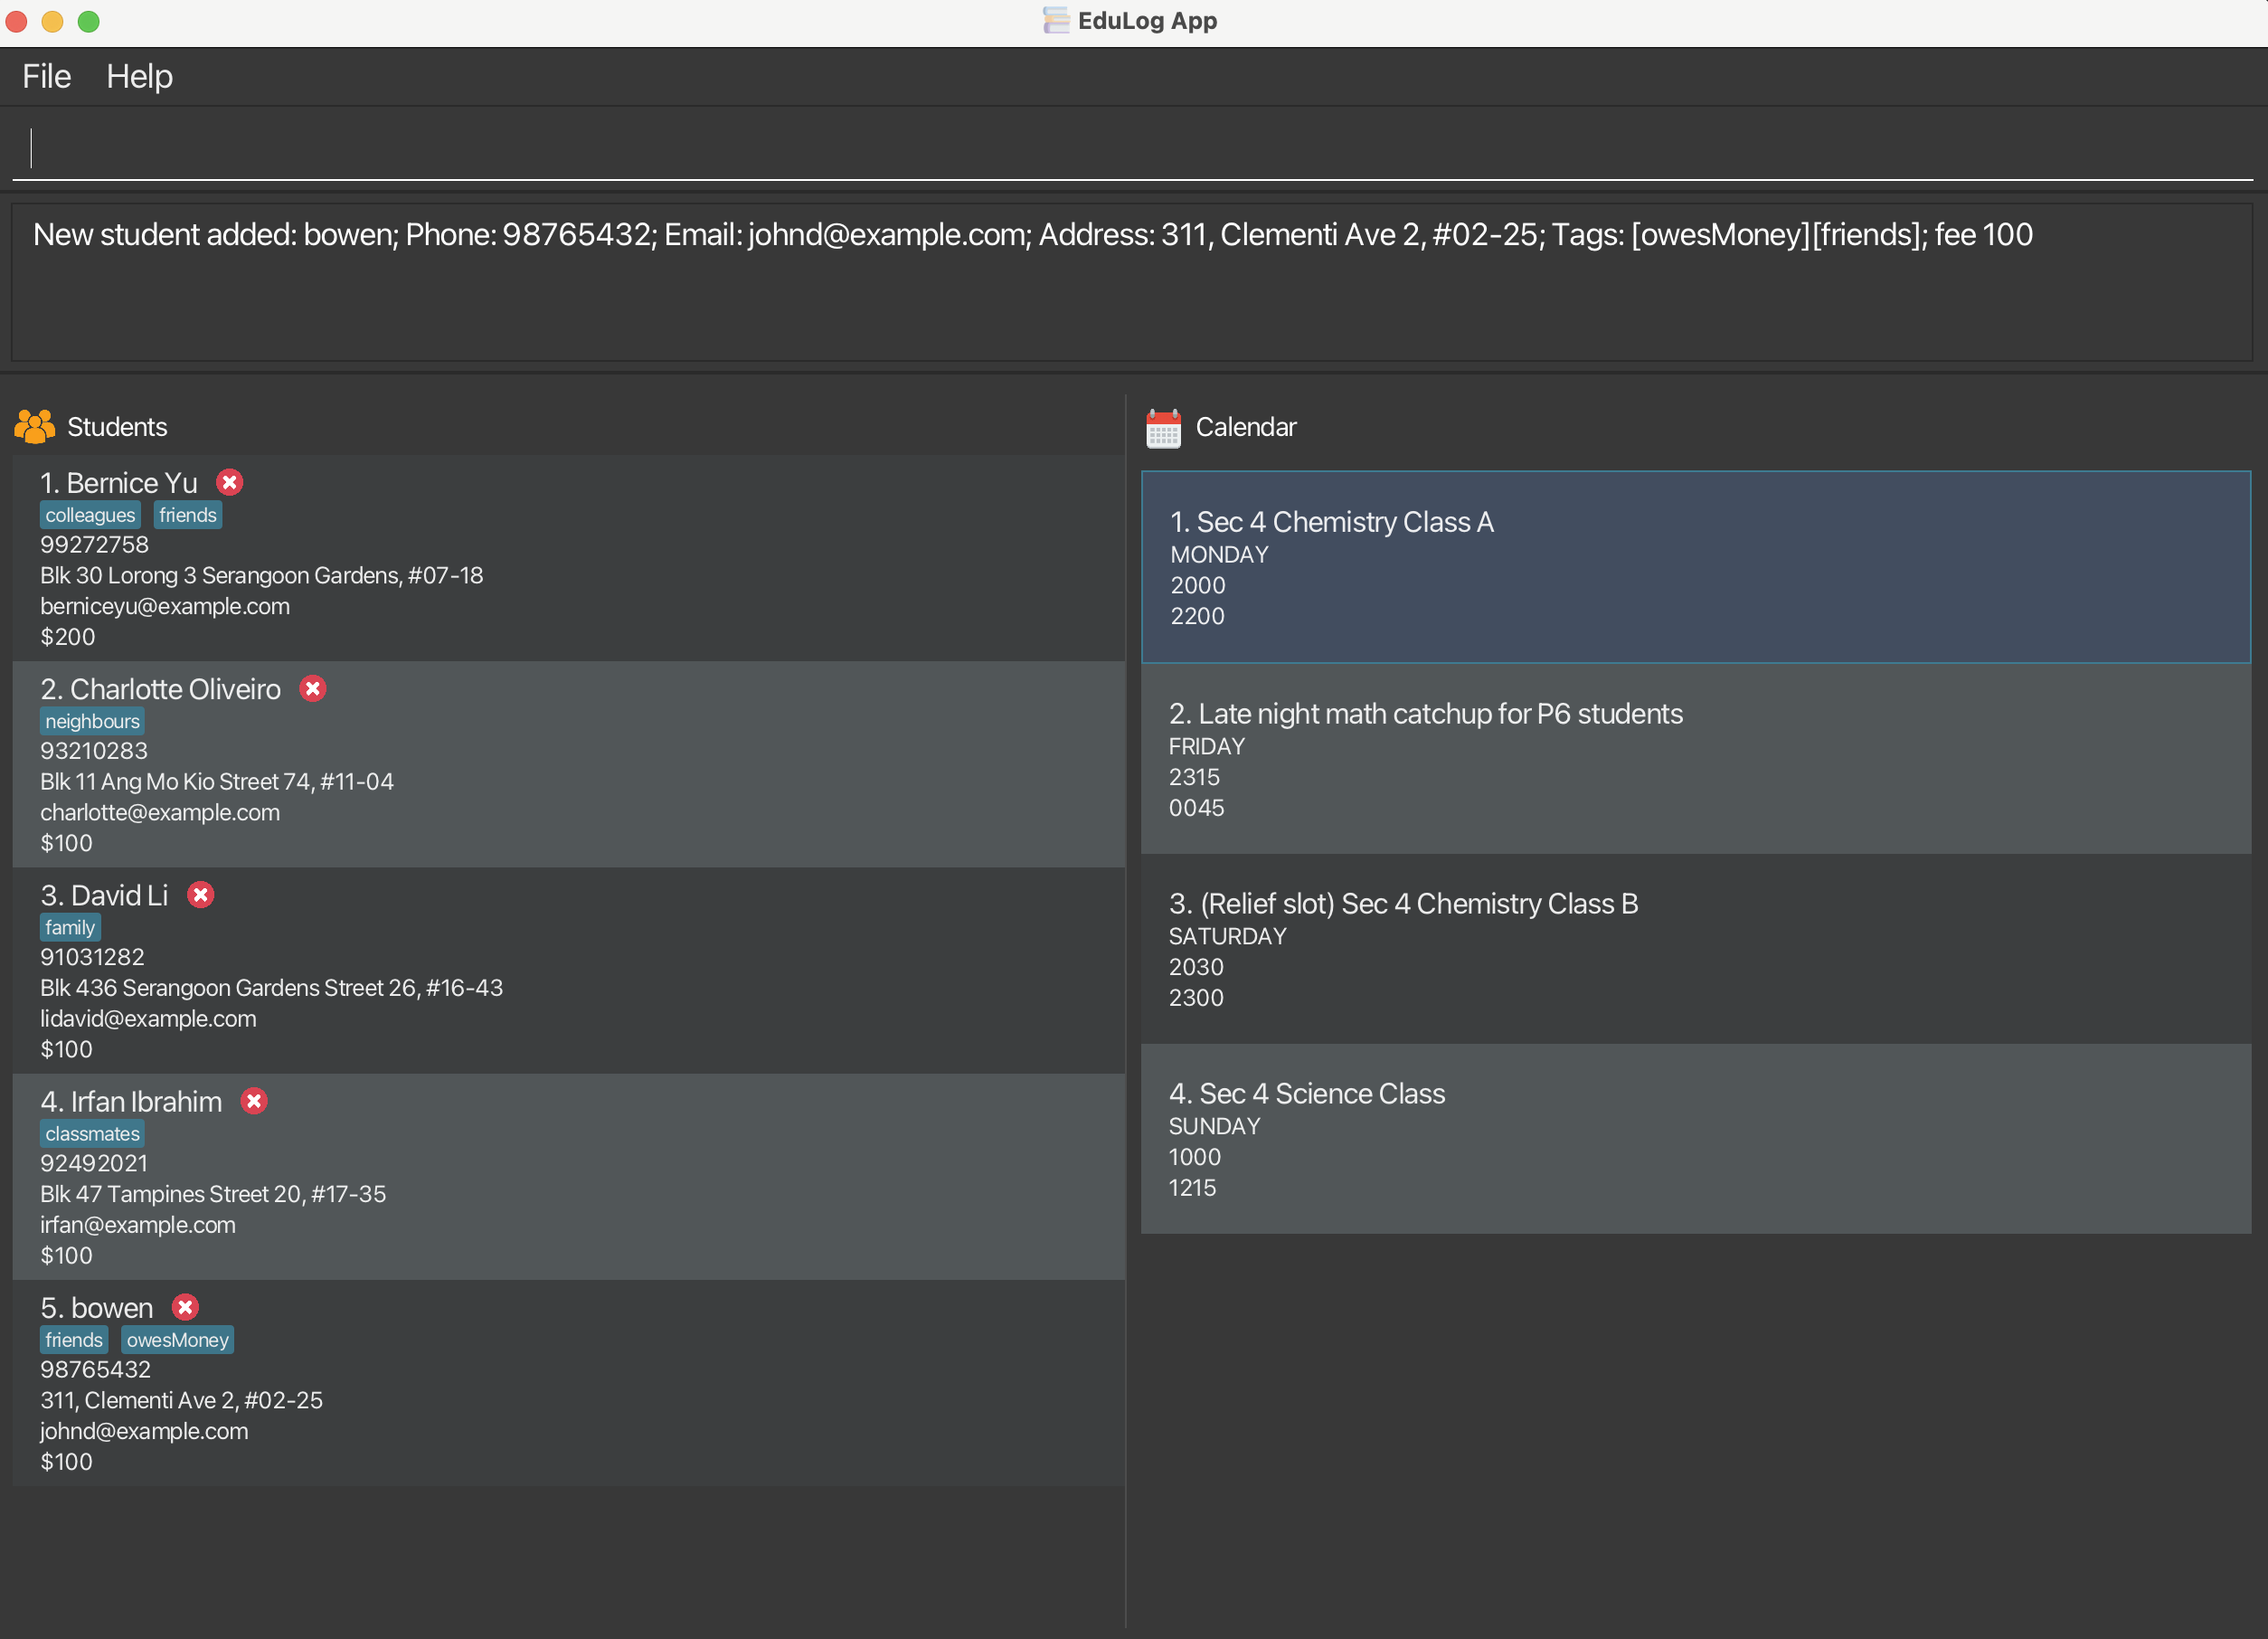 EduLog App
File Help
New student added: bowen; Phone: 98765432; Email: johnd@example.com; Address: 311, Clementi Ave 2, #02-25; Tags: [owesMoney][friends]; fee 100
Students
1. Bernice Yu
colleagues friends
99272758
Blk 30 Lorong 3 Serangoon Gardens, #07-18
berniceyu@example.com
$200
2. Charlotte Oliveiro
neighbours
93210283
Blk 11 Ang Mo Kio Street 74, #11-04
charlotte@example.com
$100
3. David Li
family
91031282
Blk 436 Serangoon Gardens Street 26, #16-43
lidavid@example.com
$100
4. Irfan Ibrahim
classmates
92492021
Blk 47 Tampines Street 20, #17-35
irfan@example.com
$100
5. bowen
friends owesMoney
98765432
311, Clementi Ave 2, #02-25
johnd@example.com
$100
Calendar
1. Sec 4 Chemistry Class A
MONDAY
2000
2200
2. Late night math catchup for P6 students
FRIDAY
2315
0045
3. (Relief slot) Sec 4 Chemistry Class B
SATURDAY
2030
2300
4. Sec 4 Science Class
SUNDAY
1000
1215